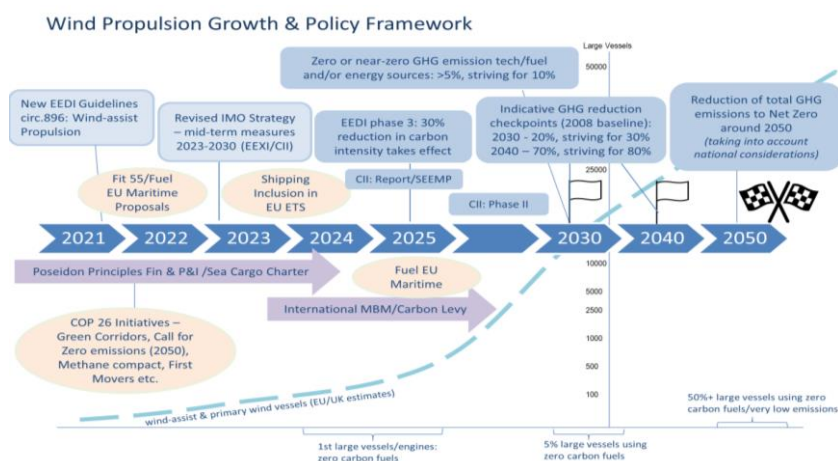 Wind Propulsion Growth & Policy Framework
Large Vessels
50000
Zero or near-zero GHG emission tech/fuel
and/or energy sources: >5%, striving for 10%
New EEDI Guidelines
circ.896: Wind-assist
Propulsion
Revised IMO Strategy
– mid-term measures
2023-2030 (EEXI/CII)
EEDI phase 3: 30%
reduction in carbon
intensity takes effect
Indicative GHG reduction
checkpoints (2008 baseline):
2030 - 20%, striving for 30%
2040 – 70%, striving for 80%
Reduction of total GHG
emissions to Net Zero
around 2050
(taking into account
national considerations)
25000
Fit 55/Fuel
EU Maritime
Proposals
Shipping
Inclusion in
EU ETS
CII: Report/SEEMP
CII: Phase II
2021
2022
2023
2024
2025
2030
2040
2050
Poseidon Principles Fin & P&I /Sea Cargo Charter
Fuel EU
Maritime
10000
5000
International MBM/Carbon Levy
2500
COP 26 Initiatives –
Green Corridors, Call for
Zero emissions (2050),
Methane compact, First
Movers etc.
1000
500
100
wind-assist & primary wind vessels (EU/UK estimates)
50%+ large vessels using zero
carbon fuels/very low emissions
1st large vessels/engines:
zero carbon fuels
5% large vessels using
zero carbon fuels